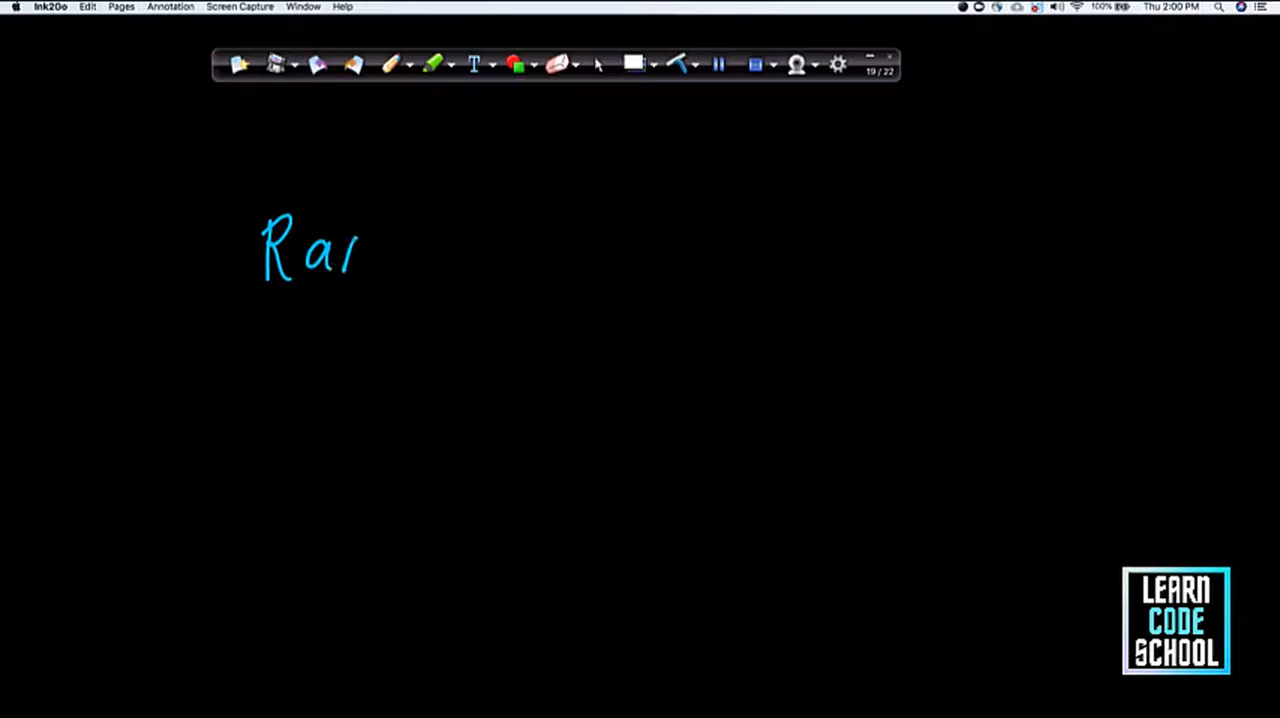 Ink2Go Edit Pages Annotation Screen Capture Window Help 100% Thu 2:00 PM
T 19 / 22
Ra
LEARN
CODE
SCHOOL